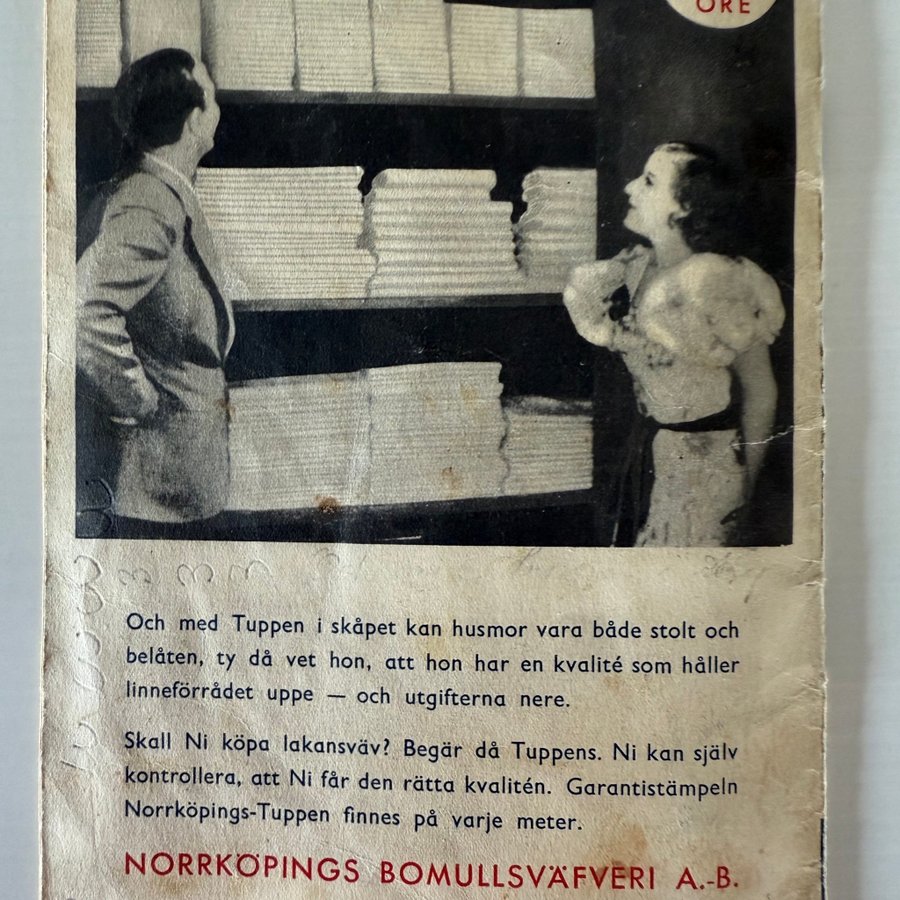 ÖRE
Och med Tuppen i skåpet kan husmor vara både stolt och
belåten, ty då vet hon, att hon har en kvalité som håller
linneförrådet uppe — och utgifterna nere.
Skall Ni köpa lakansväv? Begär då Tuppens. Ni kan själv
kontrollera, att Ni får den rätta kvalitén. Garantistämpeln
Norrköpings-Tuppen finnes på varje meter.
NORRKÖPINGS BOMULLSVÄFVERI A.-B.